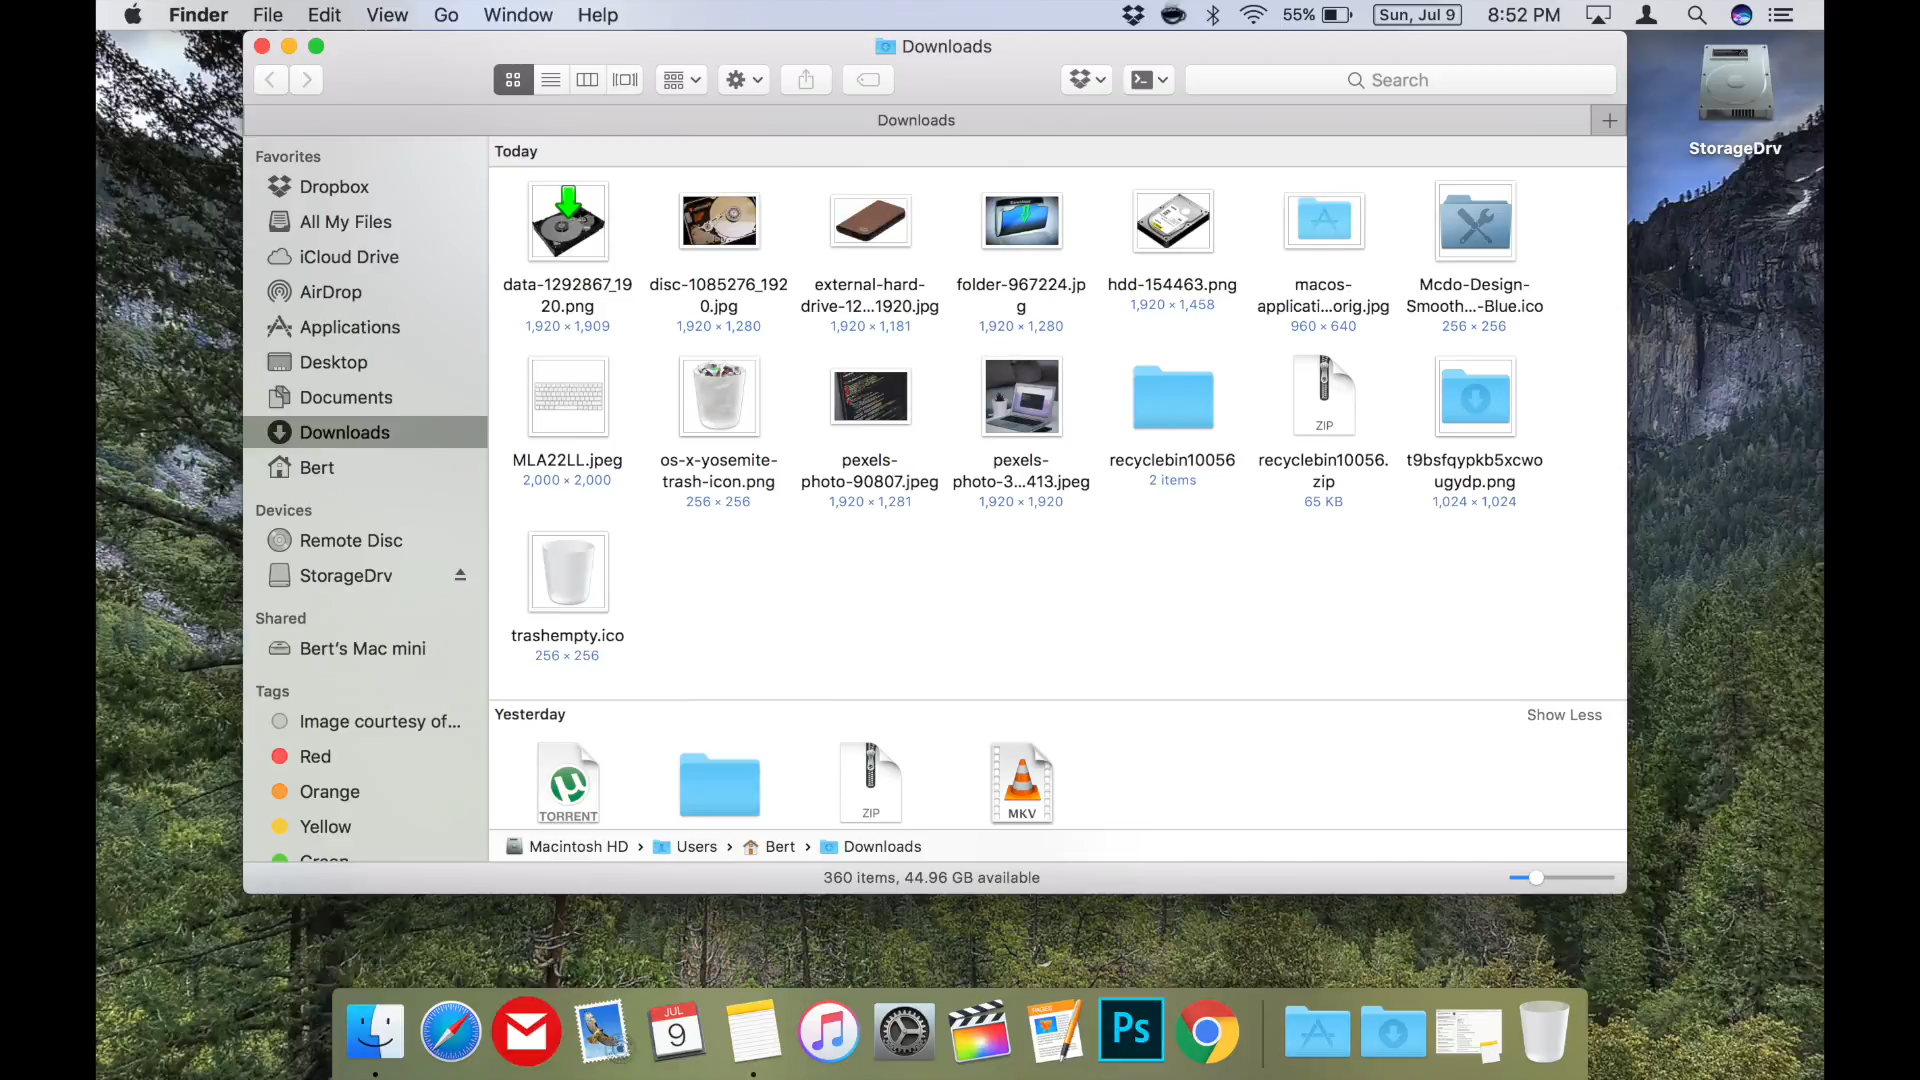 Finder File Edit View Go Window Help 55% Sun, Jul 9 8:52 PM
Downloads
Search
Downloads
StorageDrv
Favorites
Dropbox
All My Files
iCloud Drive
AirDrop
Applications
Desktop
Documents
Downloads
Bert
Devices
Remote Disc
StorageDrv
Shared
Bert's Mac mini
Tags
Image courtesy of...
Red
Orange
Yellow
Green
Today
data-1292867_19
20.png
1,920 × 1,909
disc-1085276_192
0.jpg
1,920 × 1,280
external-hard-
drive-12...1920.jpg
1,920 × 1,181
folder-967224.jp
g
1,920 × 1,280
hdd-154463.png
1,920 × 1,458
macos-
applicati...orig.jpg
960 × 640
Mcdo-Design-
Smooth...-Blue.ico
256 × 256
MLA22LL.jpeg
2,000 × 2,000
os-x-yosemite-
trash-icon.png
256 × 256
pexels-
photo-90807.jpeg
1,920 × 1,281
pexels-
photo-3...413.jpeg
1,920 × 1,920
recyclebin10056
2 items
ZIP
recyclebin10056.
zip
65 KB
t9bsfqypkb5xcwo
ugydp.png
1,024 × 1,024
trashempty.ico
256 × 256
Yesterday Show Less
TORRENT
ZIP
MKV
Macintosh HD › Users › Bert › Downloads
360 items, 44.96 GB available
JUL
9
PAGES
Ps